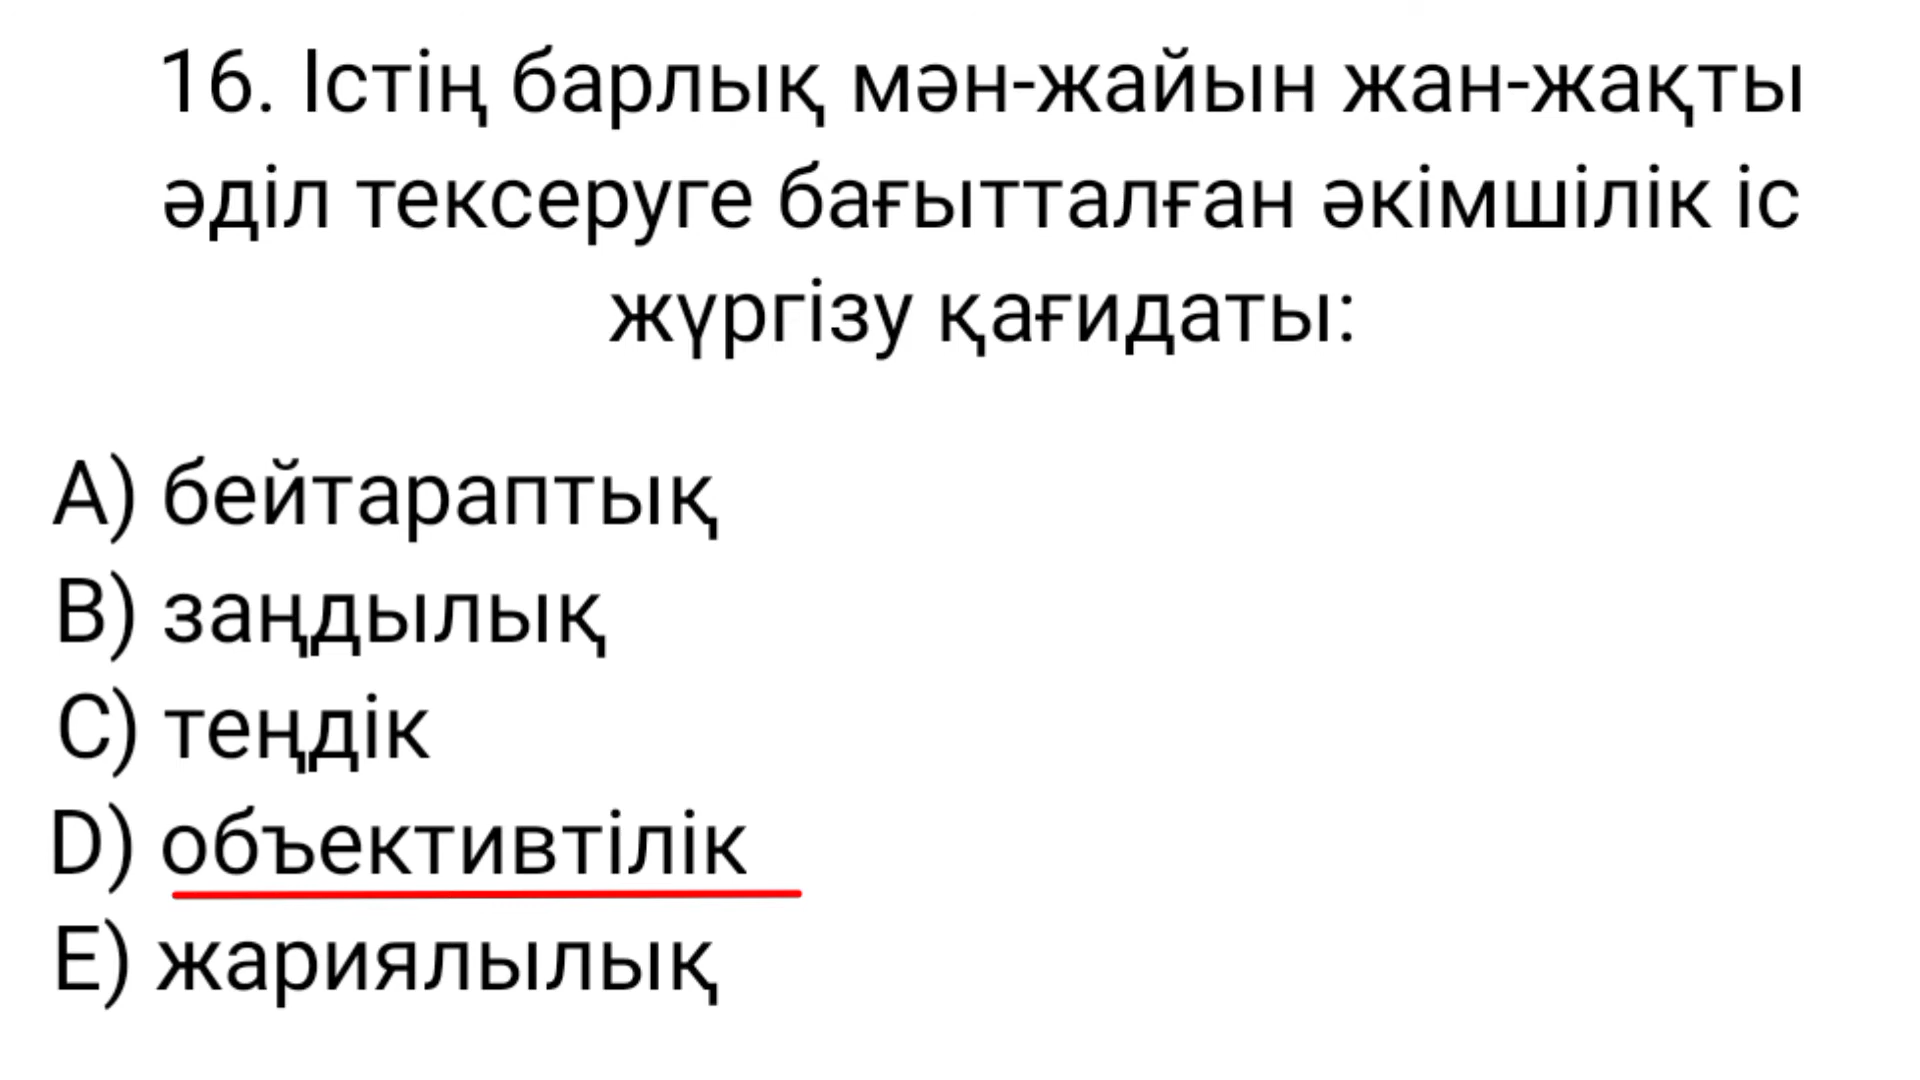 16. Істің барлық мән-жайын жан-жақты
әділ тексеруге бағытталған әкімшілік іс
жүргізу қағидаты:
A) бейтараптық
B) заңдылық
C) теңдік
D) объективтілік
E) жариялылық